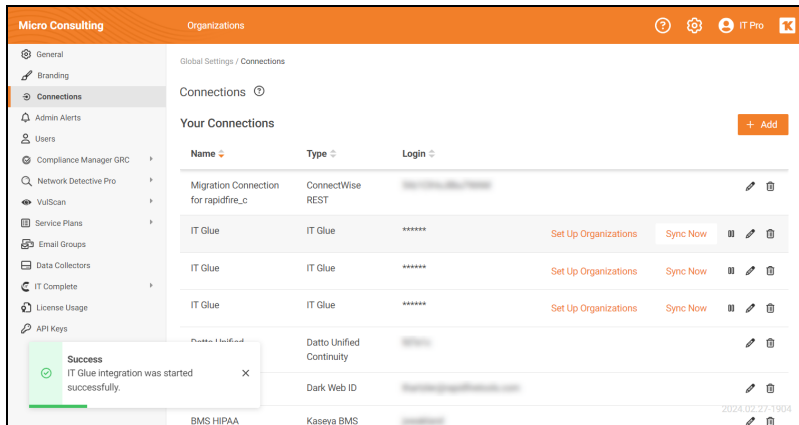 Micro Consulting
Organizations
IT Pro
General
Branding
Connections
Admin Alerts
Users
Compliance Manager GRC
Network Detective Pro
VulScan
Service Plans
Email Groups
Data Collectors
IT Complete
License Usage
API Keys
Global Settings / Connections
Connections
Your Connections
+ Add
Name Type Login
Migration Connection for rapidfire_c
ConnectWise REST
IT Glue IT Glue ****** Set Up Organizations Sync Now
IT Glue IT Glue ****** Set Up Organizations Sync Now
IT Glue IT Glue ****** Set Up Organizations Sync Now
Datto Unified
Datto Unified Continuity
Dark Web ID
BMS HIPAA Kaseya BMS
Success
IT Glue integration was started
successfully.
2024.02.27-1904